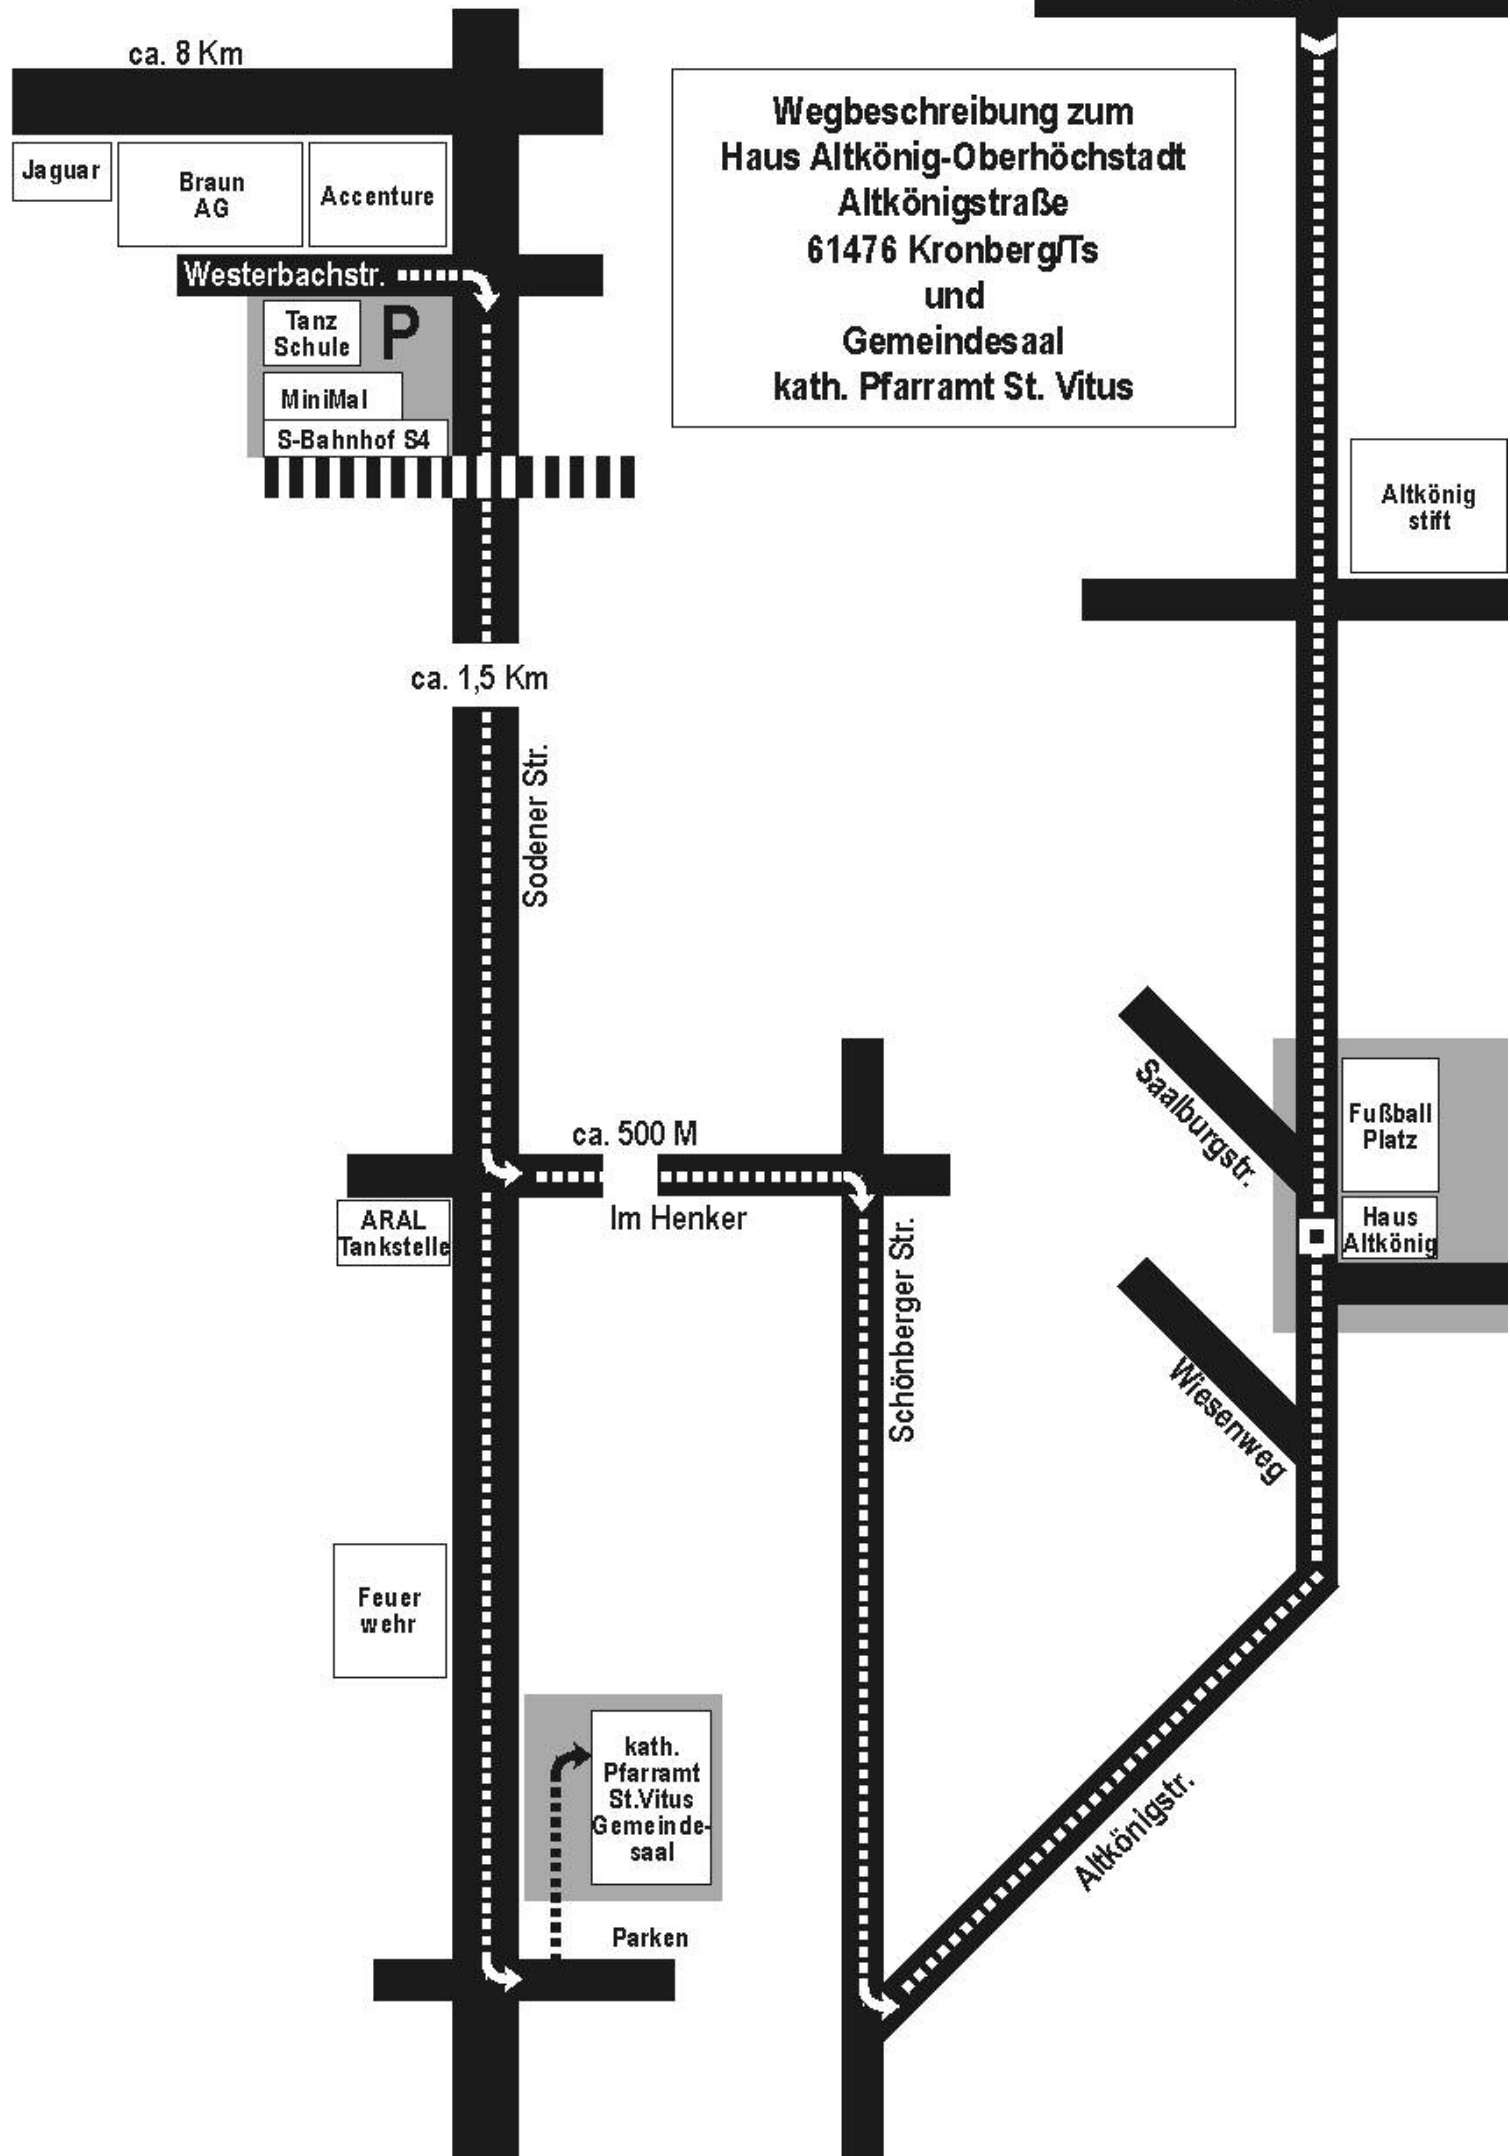 ca. 8 Km
Jaguar
Braun
AG
Accenture
Westerbachstr.
Tanz
Schule
P
MiniMal
S-Bahnhof S4
Wegbeschreibung zum
Haus Altkönig-Oberhöchstadt
Altkönigstraße
61476 Kronberg/Ts
und
Gemeindesaal
kath. Pfarramt St. Vitus
Altkönig
stift
ca. 1,5 Km
Sodener Str.
ca. 500 M
Im Henker
ARAL
Tankstelle
Schönberger Str.
Saalburgstr.
Fußball
Platz
Haus
Altkönig
Wiesenweg
Feuer
wehr
kath.
Pfarramt
St.Vitus
Gemeinde-
saal
Parken
Altkönigstr.